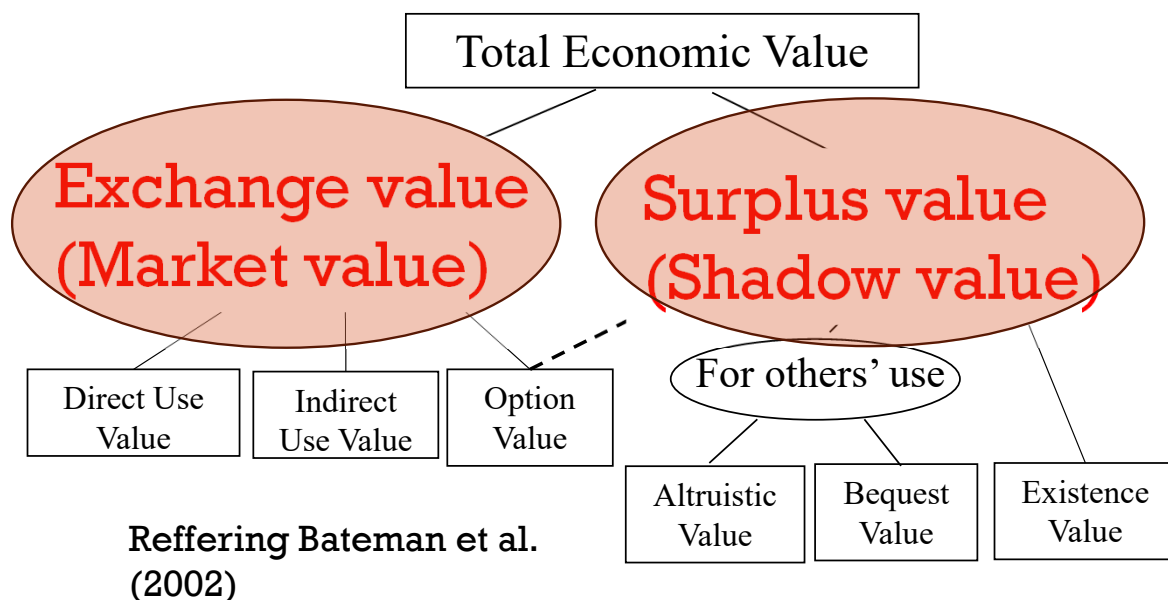 Total Economic Value
Exchange value
(Market value)
Surplus value
(Shadow value)
For others’ use
Direct Use
Value
Indirect
Use Value
Option
Value
Altruistic
Value
Bequest
Value
Existence
Value
Reffering Bateman et al.
(2002)